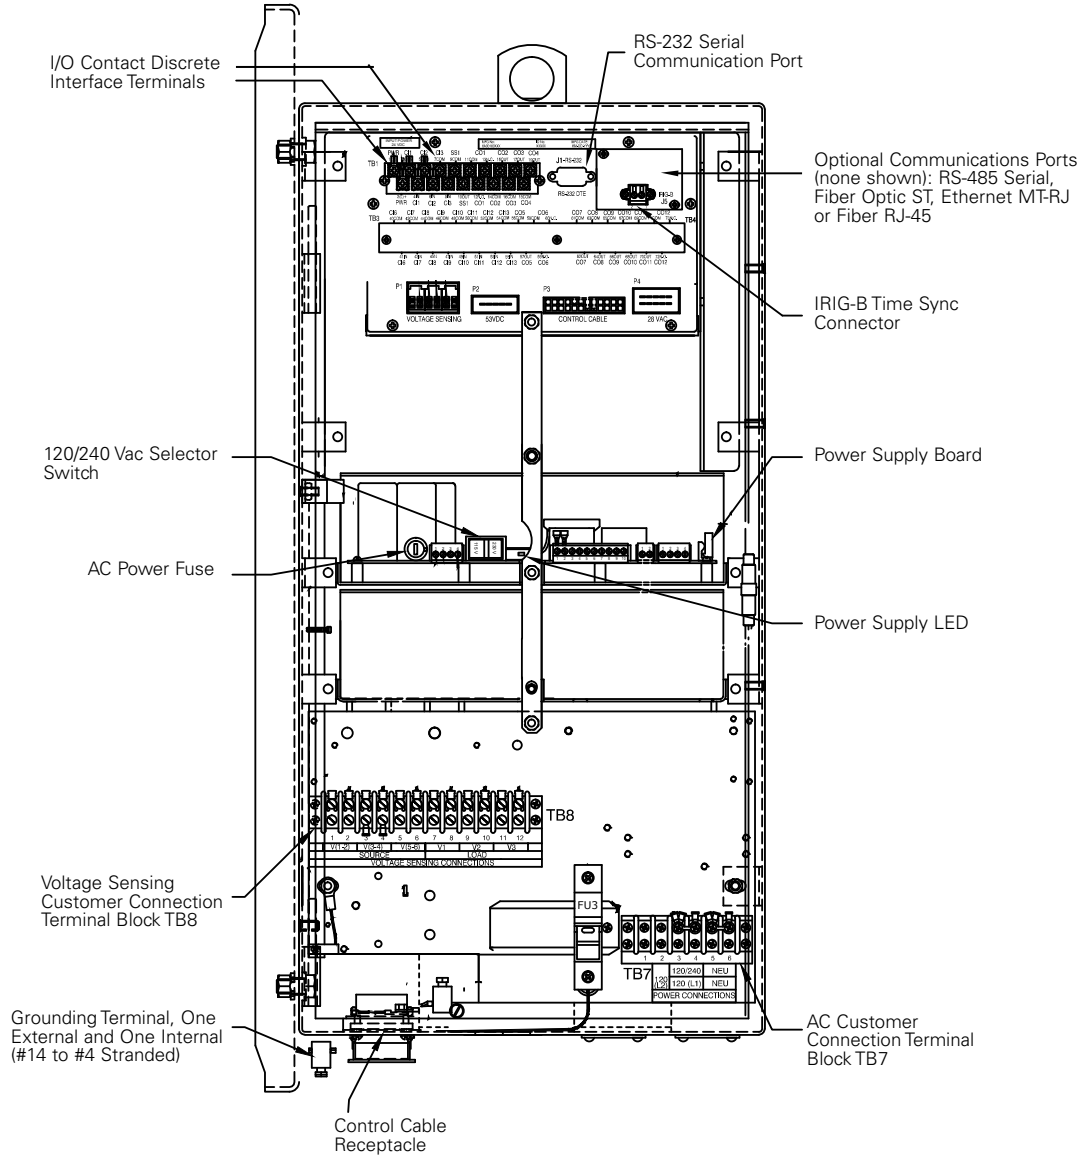 I/O Contact Discrete
Interface Terminals
RS-232 Serial
Communication Port
Optional Communications Ports
(none shown): RS-485 Serial,
Fiber Optic ST, Ethernet MT-RJ
or Fiber RJ-45
IRIG-B Time Sync
Connector
TB1
J1-RS-232
RS-232 DTE
IRIG-B
J5
TB3
TB4
P1
P2
P3
P4
VOLTAGE SENSING
53VDC
CONTROL CABLE
28 VAC
120/240 Vac Selector
Switch
Power Supply Board
AC Power Fuse
Power Supply LED
TB8
1 2 3 4 5 6 7 8 9 10 11 12
V(1-2) V(3-4) V(5-6) V1 V2 V3
SOURCE LOAD
VOLTAGE SENSING CONNECTIONS
Voltage Sensing
Customer Connection
Terminal Block TB8
FU3
TB7
1 2 3 4 5 6
120 (L2)
120/240 NEU
120 (L1) NEU
POWER CONNECTIONS
Grounding Terminal, One
External and One Internal
(#14 to #4 Stranded)
AC Customer
Connection Terminal
Block TB7
Control Cable
Receptacle